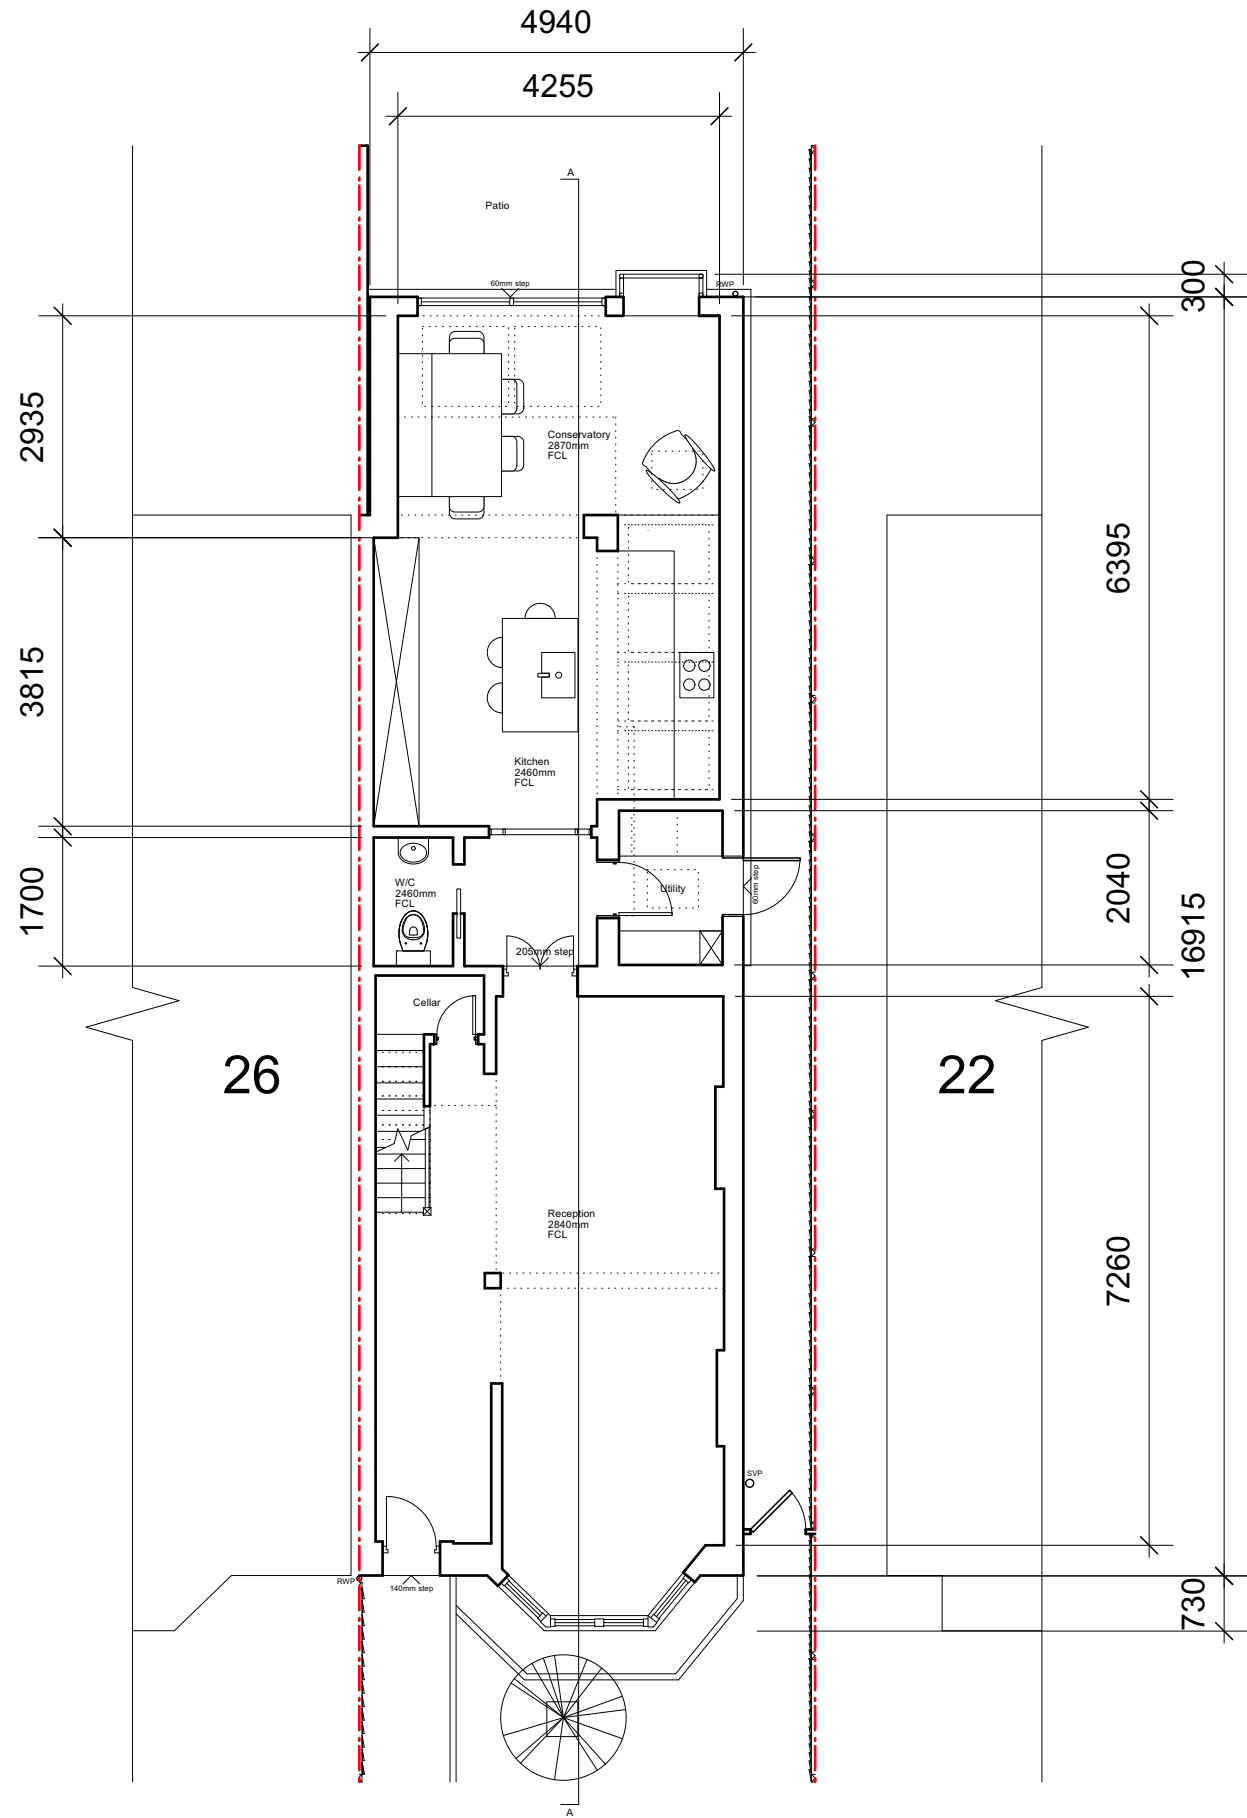 4940
4255
A
Patio
60mm step
RWP
300
2935
Conservatory
2870mm
FCL
6395
3815
Kitchen
2460mm
FCL
W/C
2460mm
FCL
Utility
60mm step
1700
2040
16915
205mm step
Cellar
26
22
Reception
2840mm
FCL
7260
SVP
RWP
140mm step
730
A